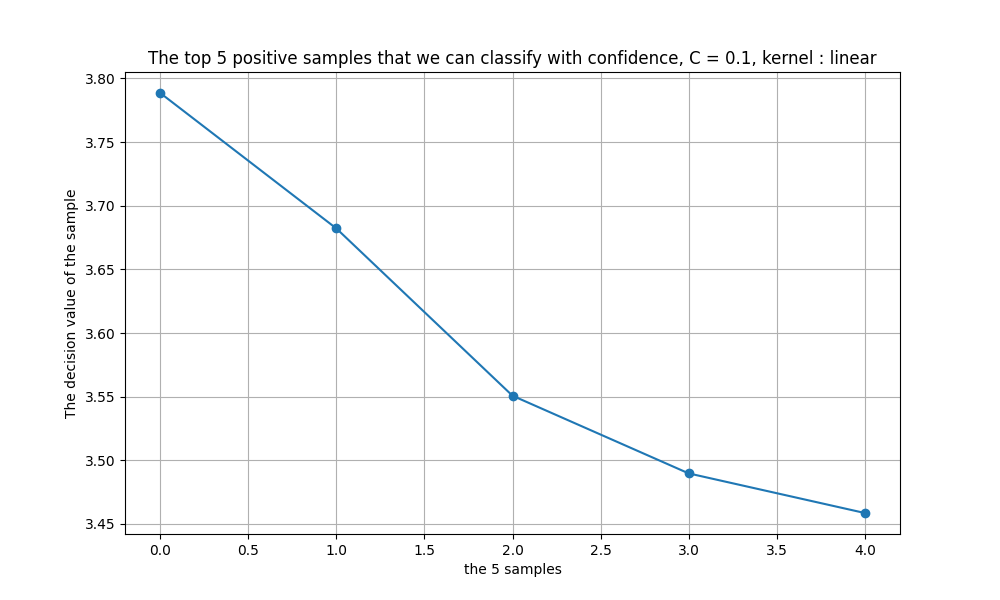 The top 5 positive samples that we can classify with confidence, C = 0.1, kernel : linear
The decision value of the sample
3.80
3.75
3.70
3.65
3.60
3.55
3.50
3.45
0.0 0.5 1.0 1.5 2.0 2.5 3.0 3.5 4.0
the 5 samples